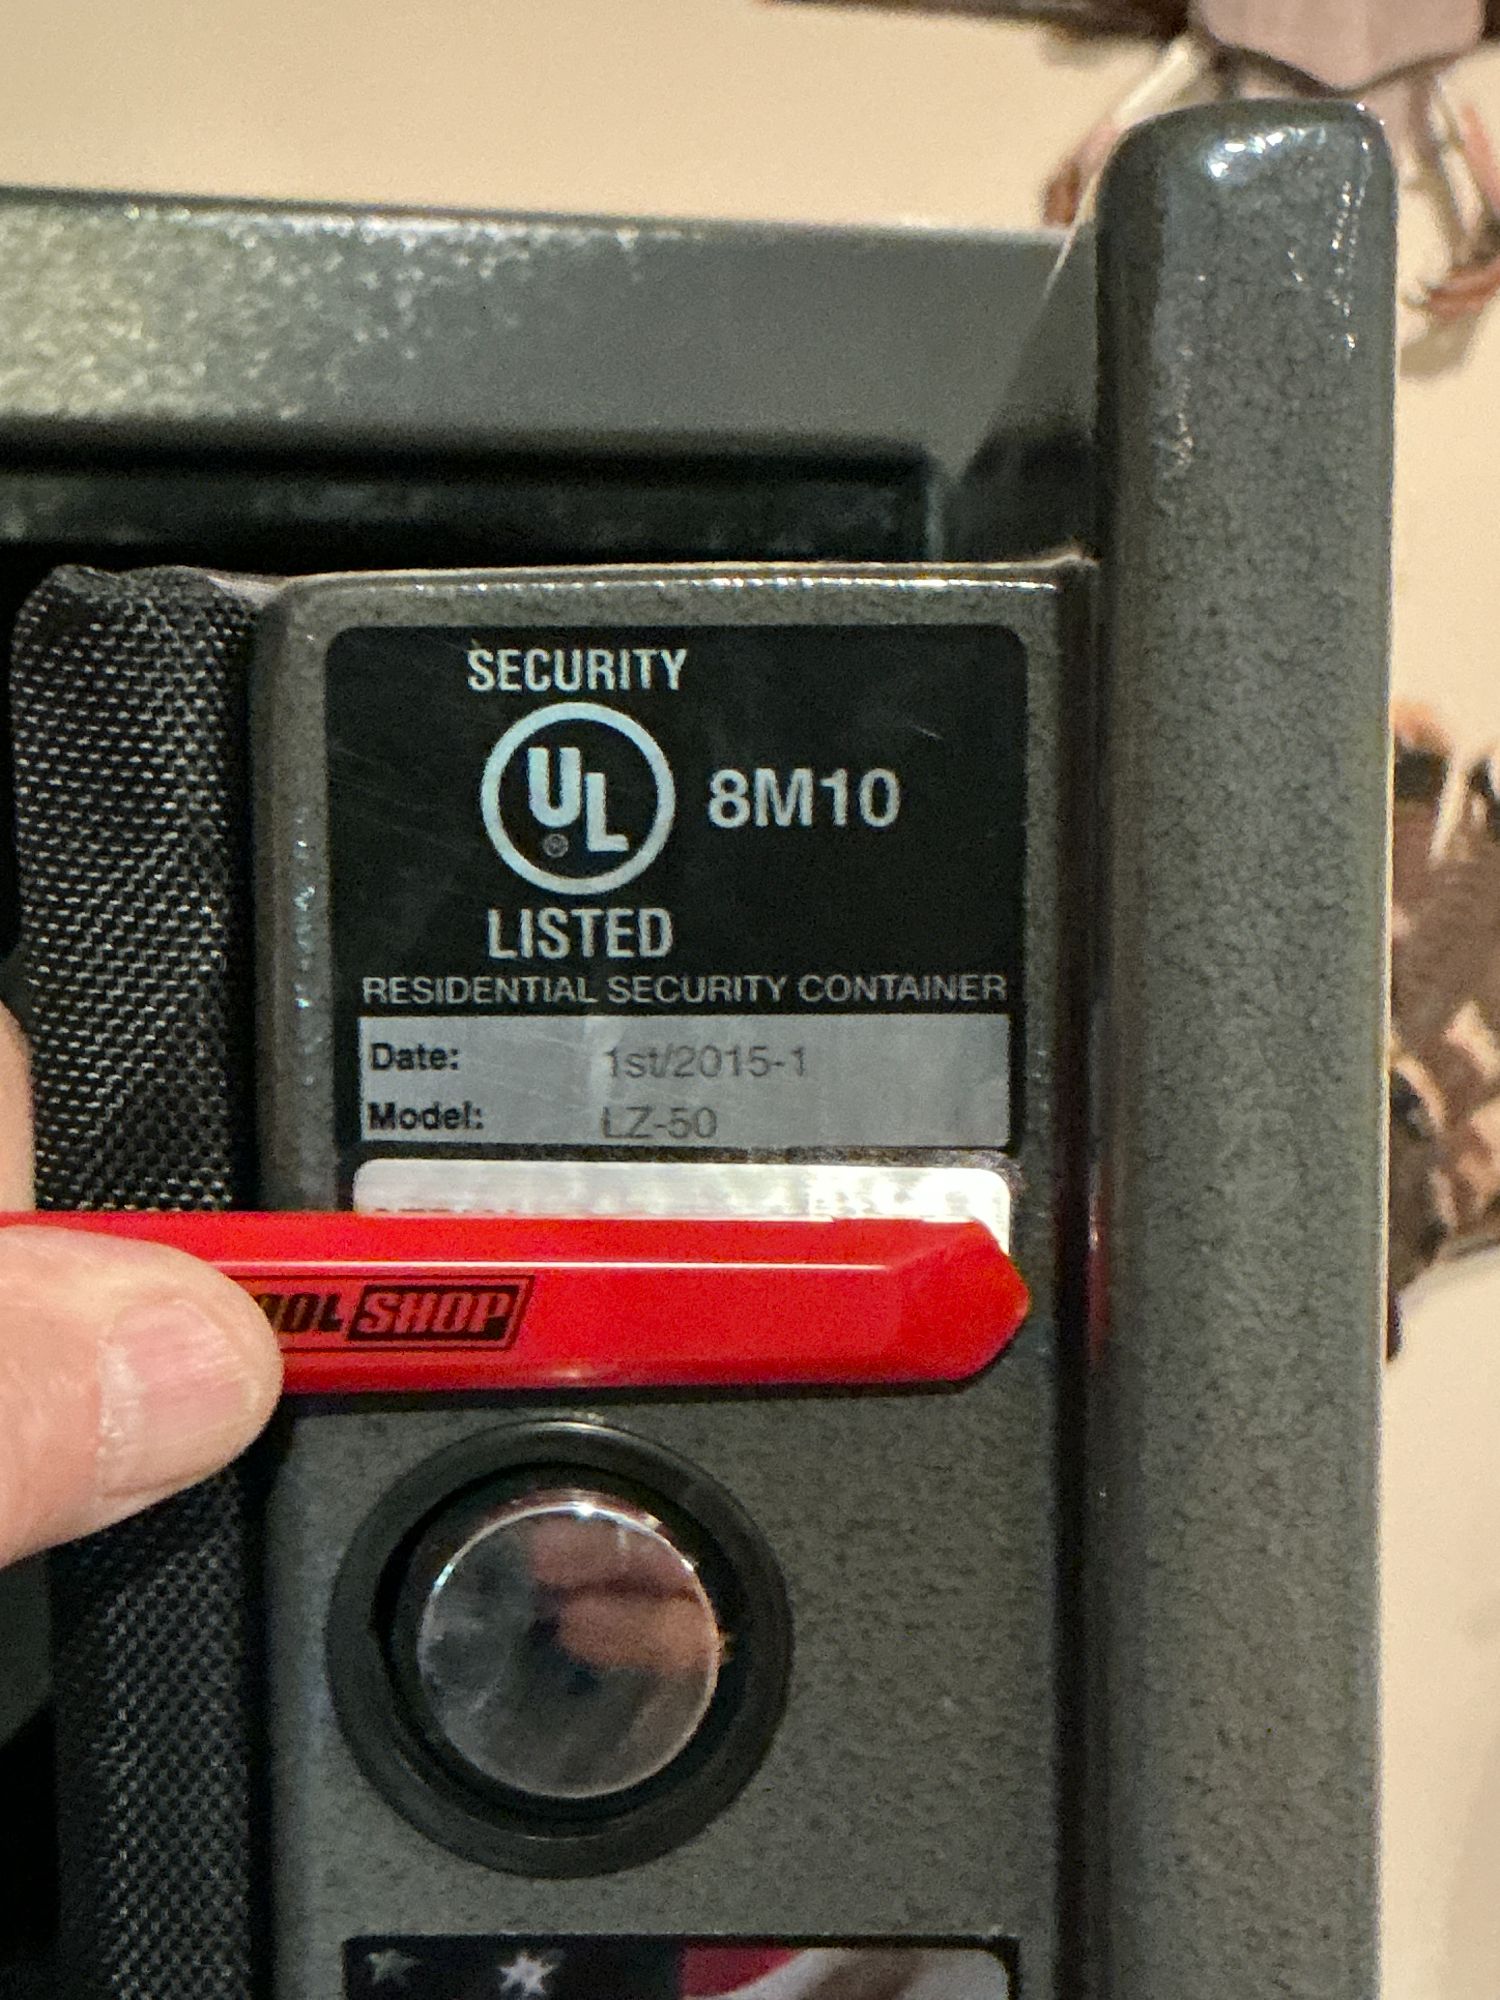 SECURITY
UL ®
8M10
LISTED
RESIDENTIAL SECURITY CONTAINER
Date: 1st/2015-1
Model: LZ-50
SHOP